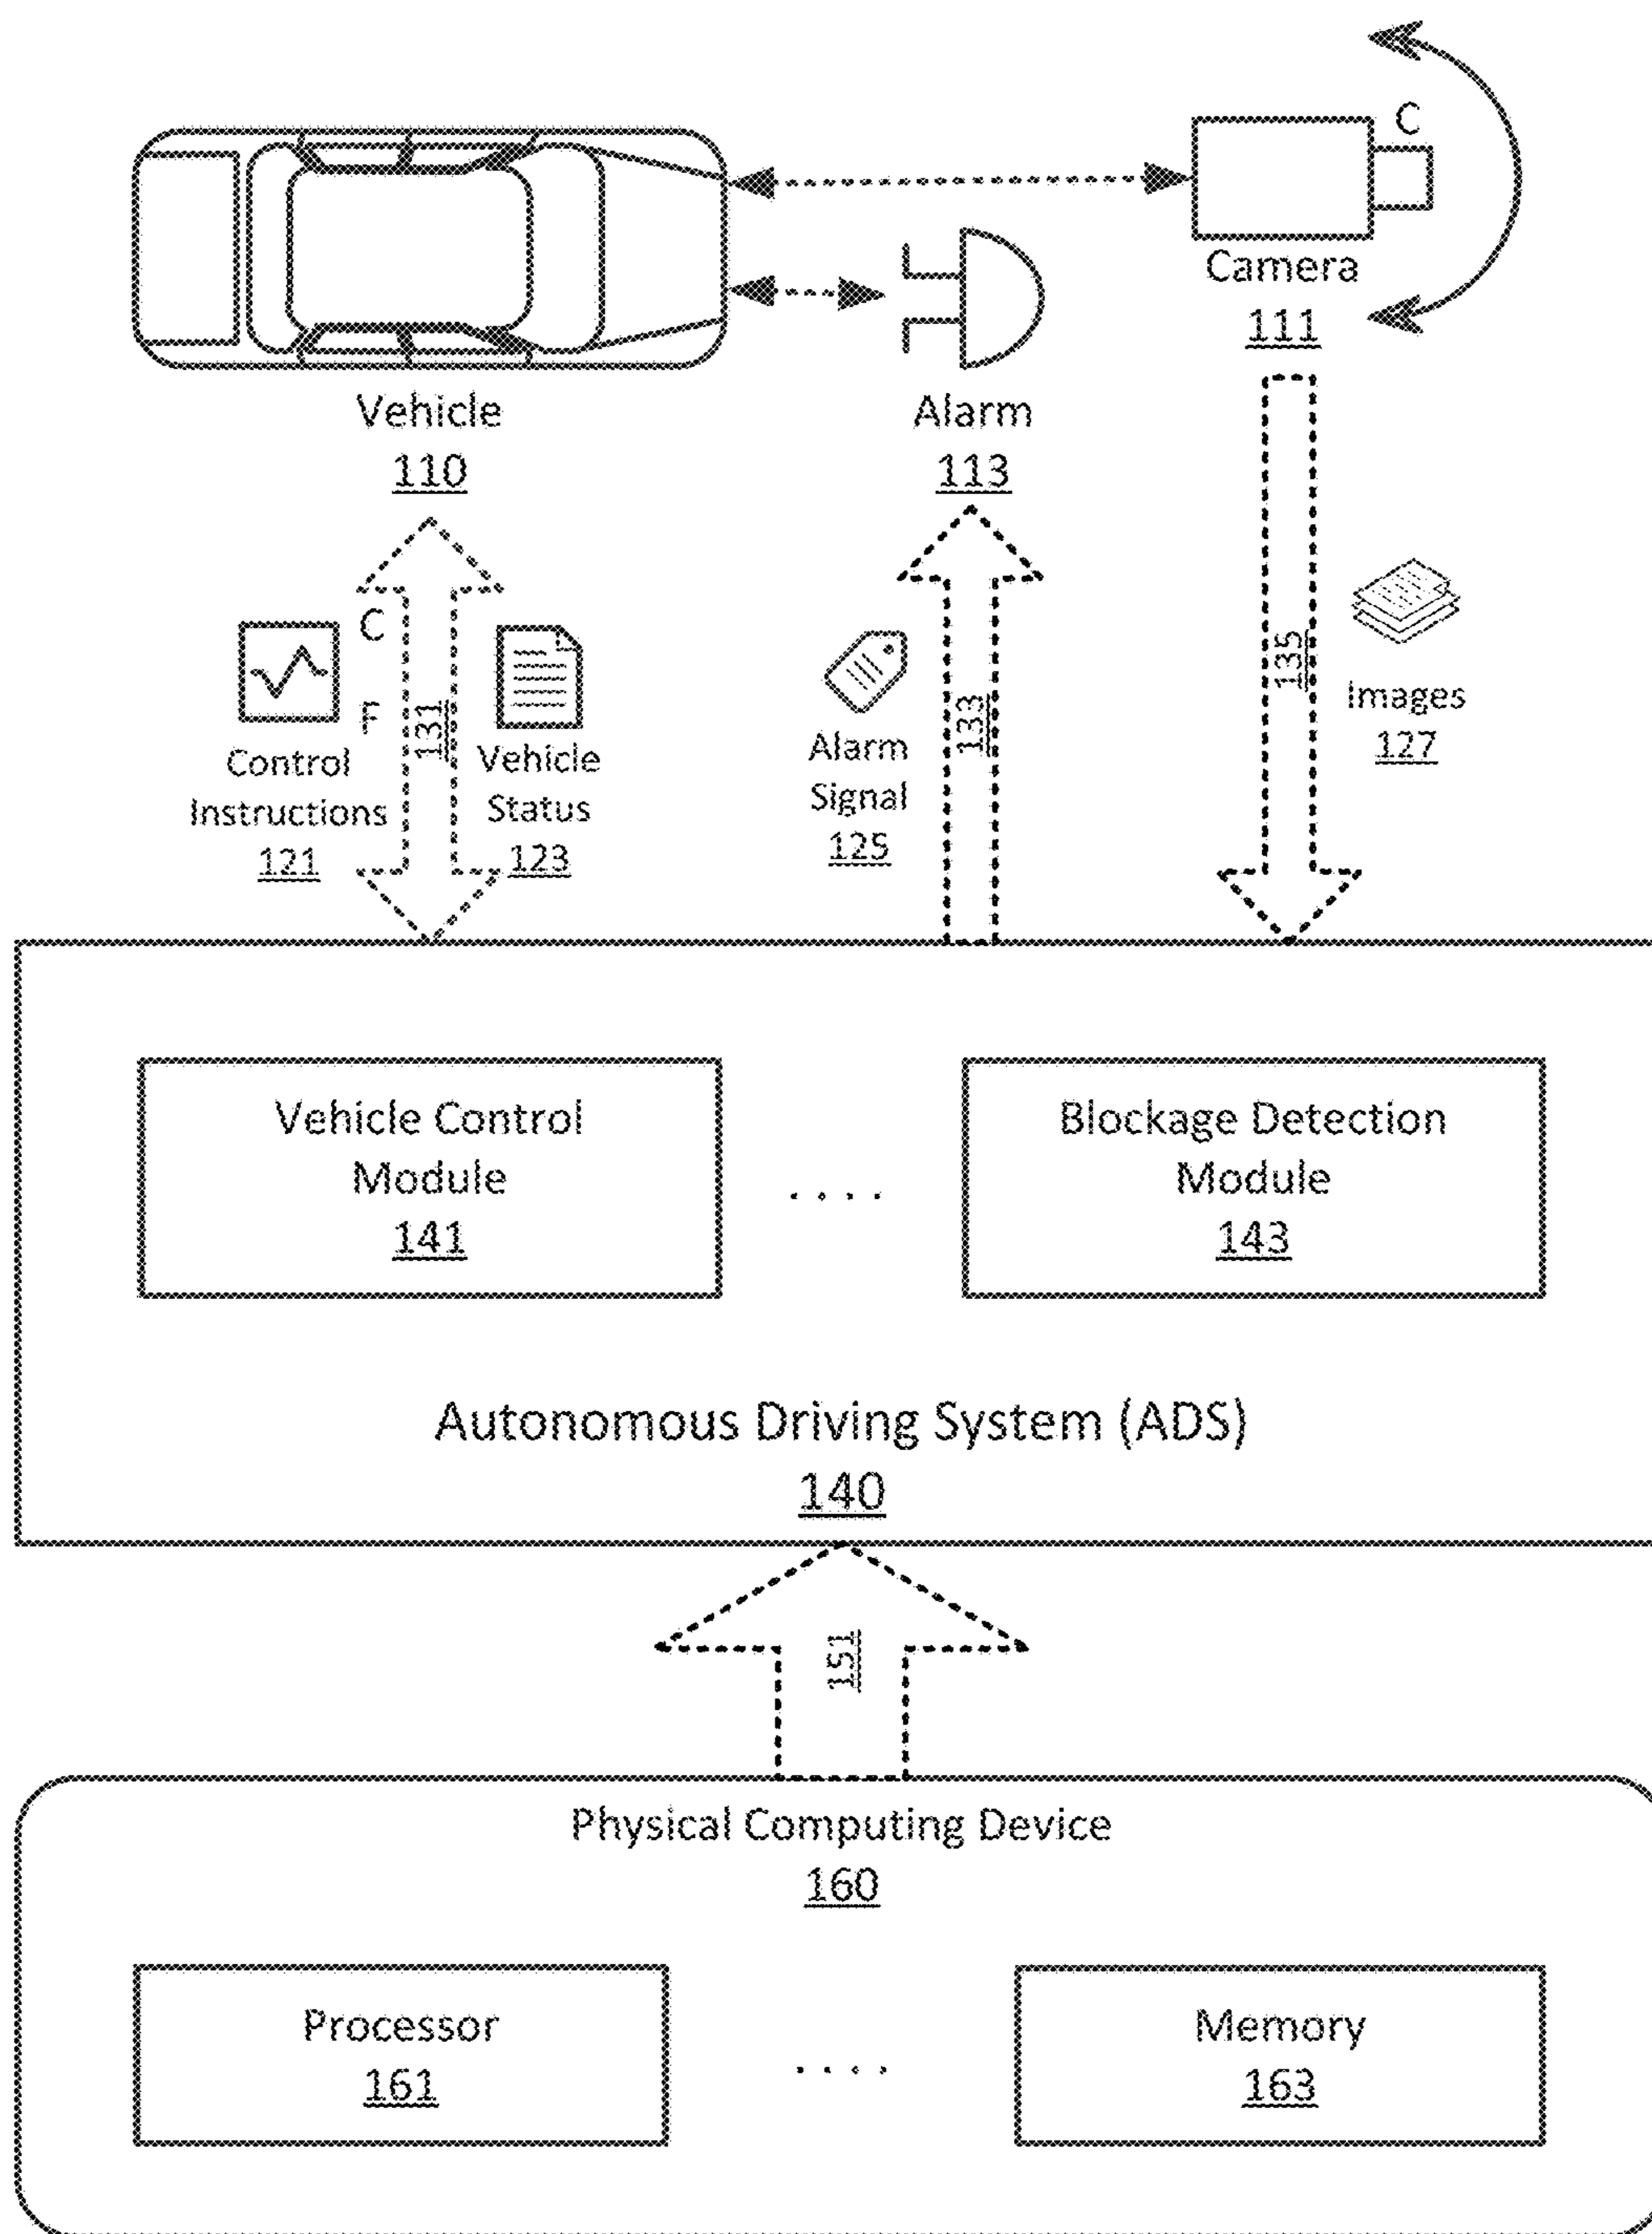 C
Camera
111
Vehicle
110
Alarm
113
C
F
131
Control
Instructions
121
Vehicle
Status
123
Alarm
Signal
125
133
135
Images
127
Vehicle Control
Module
141
....
Blockage Detection
Module
143
Autonomous Driving System (ADS)
140
151
Physical Computing Device
160
Processor
161
....
Memory
163